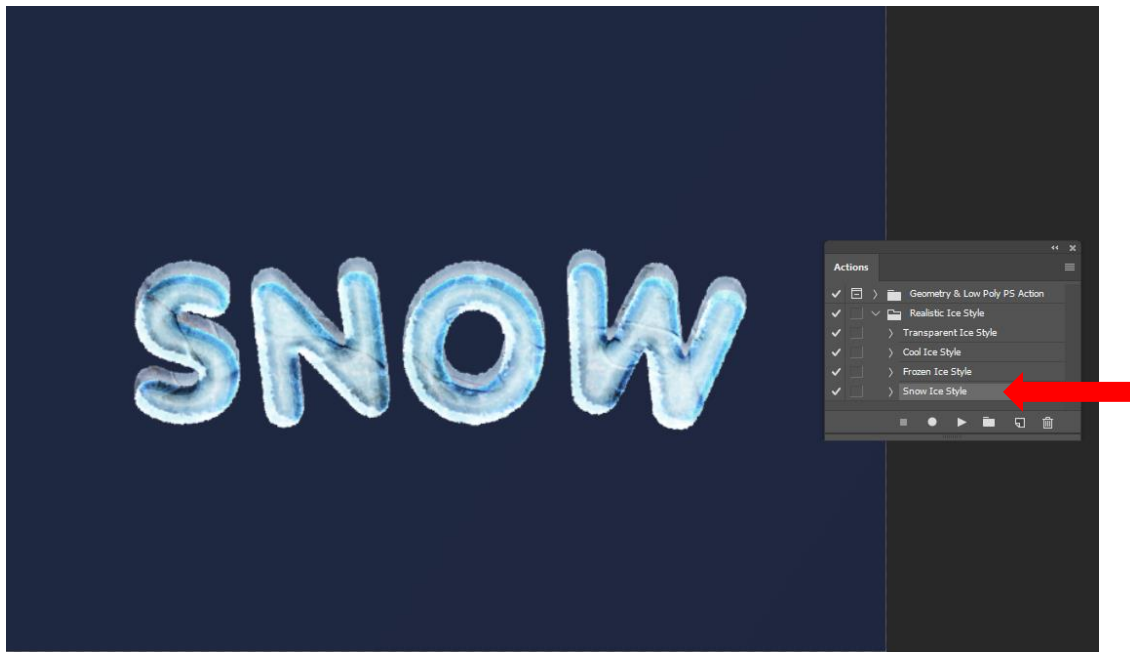 SNOW
Actions
Geometry & Low Poly PS Action
Realistic Ice Style
Transparent Ice Style
Cool Ice Style
Frozen Ice Style
Snow Ice Style